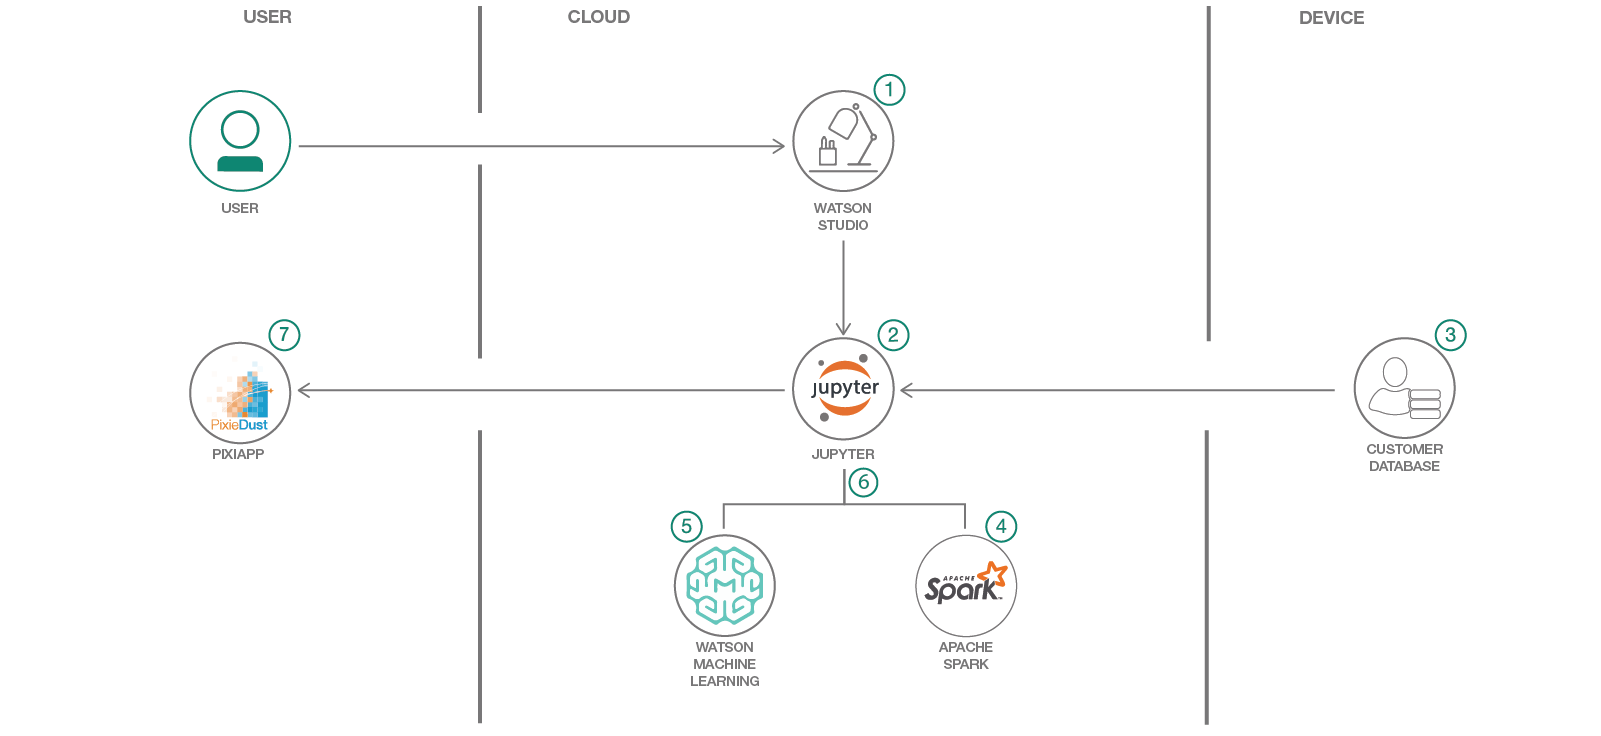 USER
CLOUD
DEVICE
1
USER
WATSON
STUDIO
7
2
3
jupyter
PixieDust
PIXIAPP
JUPYTER
CUSTOMER
DATABASE
6
5
4
APACHE
Spark™
WATSON
MACHINE
LEARNING
APACHE
SPARK